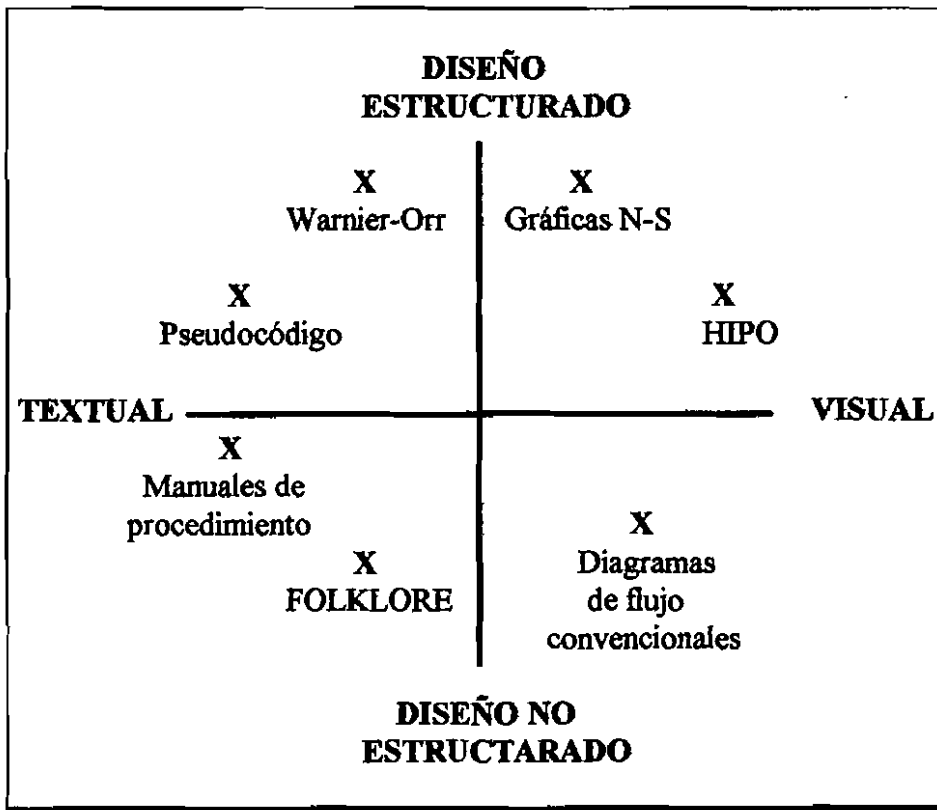 DISEÑO
ESTRUCTURADO
X X
Warnier-Orr Gráficas N-S
X X
Pseudocódigo HIPO
TEXTUAL VISUAL
X
Manuales de
procedimiento
X
Diagramas
de flujo
convencionales
X
FOLKLORE
DISEÑO NO
ESTRUCTARADO